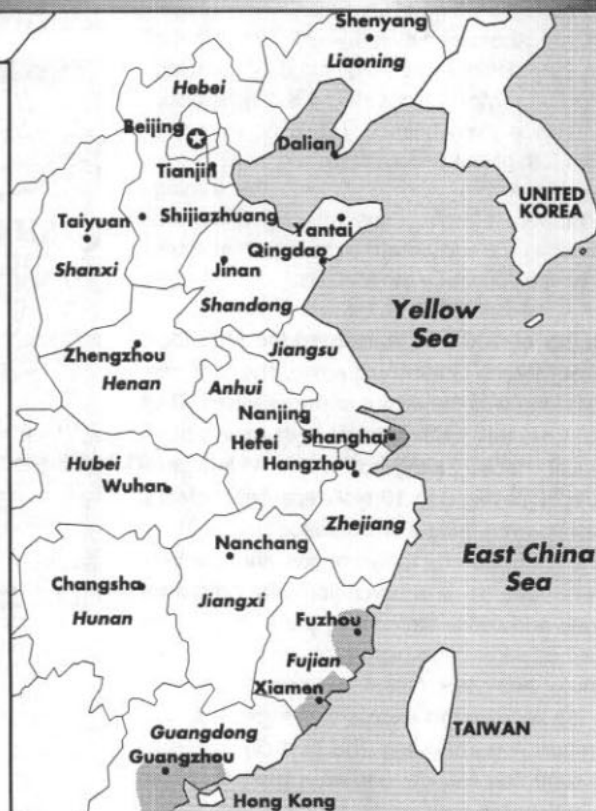 Shenyang
Liaoning
Hebei
Beijing
Dalian
Tianjin
UNITED
KOREA
Taiyuan
Shijiazhuang
Yantai
Qingdao
Shanxi
Jinan
Shandong
Yellow
Sea
Jiangsu
Zhengzhou
Henan
Anhui
Nanjing
Hefei
Shanghai
Hubei
Hangzhou
Wuhan
Zhejiang
Nanchang
East China
Sea
Changsha
Jiangxi
Hunan
Fuzhou
Fujian
Xiamen
TAIWAN
Guangdong
Guangzhou
Hong Kong